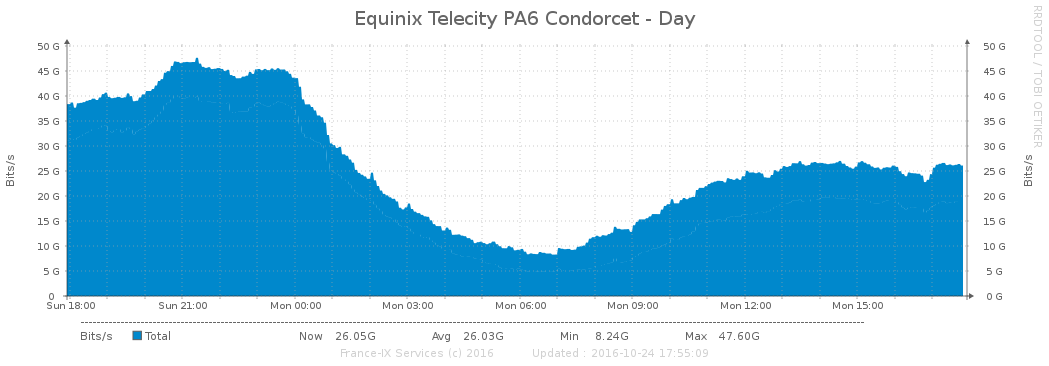 Equinix Telecity PA6 Condorcet - Day
RRDTOOL / TOBI OETIKER
50 G 50 G
45 G 45 G
40 G 40 G
35 G 35 G
30 G 30 G
25 G 25 G
20 G 20 G
15 G 15 G
10 G 10 G
5 G 5 G
0 0 G
Bits/s
Bits/s
Sun 18:00 Sun 21:00 Mon 00:00 Mon 03:00 Mon 06:00 Mon 09:00 Mon 12:00 Mon 15:00
Bits/s Total Now 26.05G Avg 26.03G Min 8.24G Max 47.60G
France-IX Services (c) 2016 Updated : 2016-10-24 17:55:09